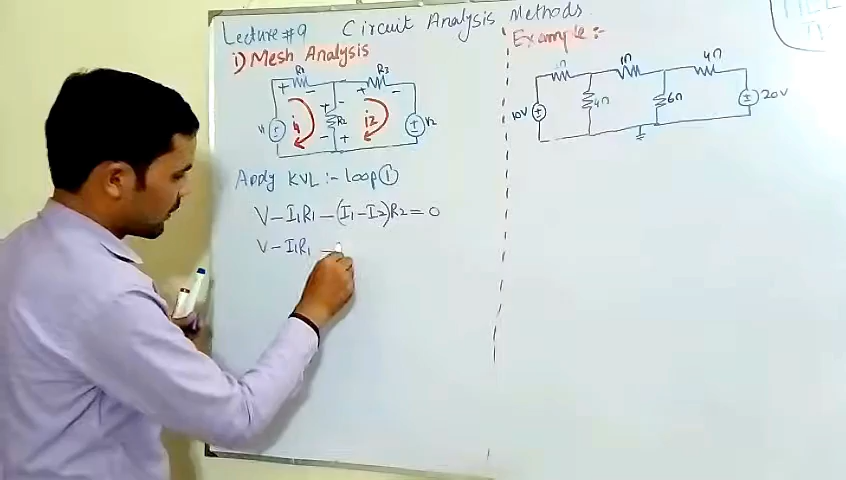 Lecture #9 Circuit Analysis Methods
i) Mesh Analysis
R1 R3
V1 i1 R2 i2 V2
Apply KVL :- loop ①
V - I1R1 - (I1 - I2)R2 = 0
V - I1R1 -
Example :-
1Ω 4Ω
10V 4Ω 6Ω 20V